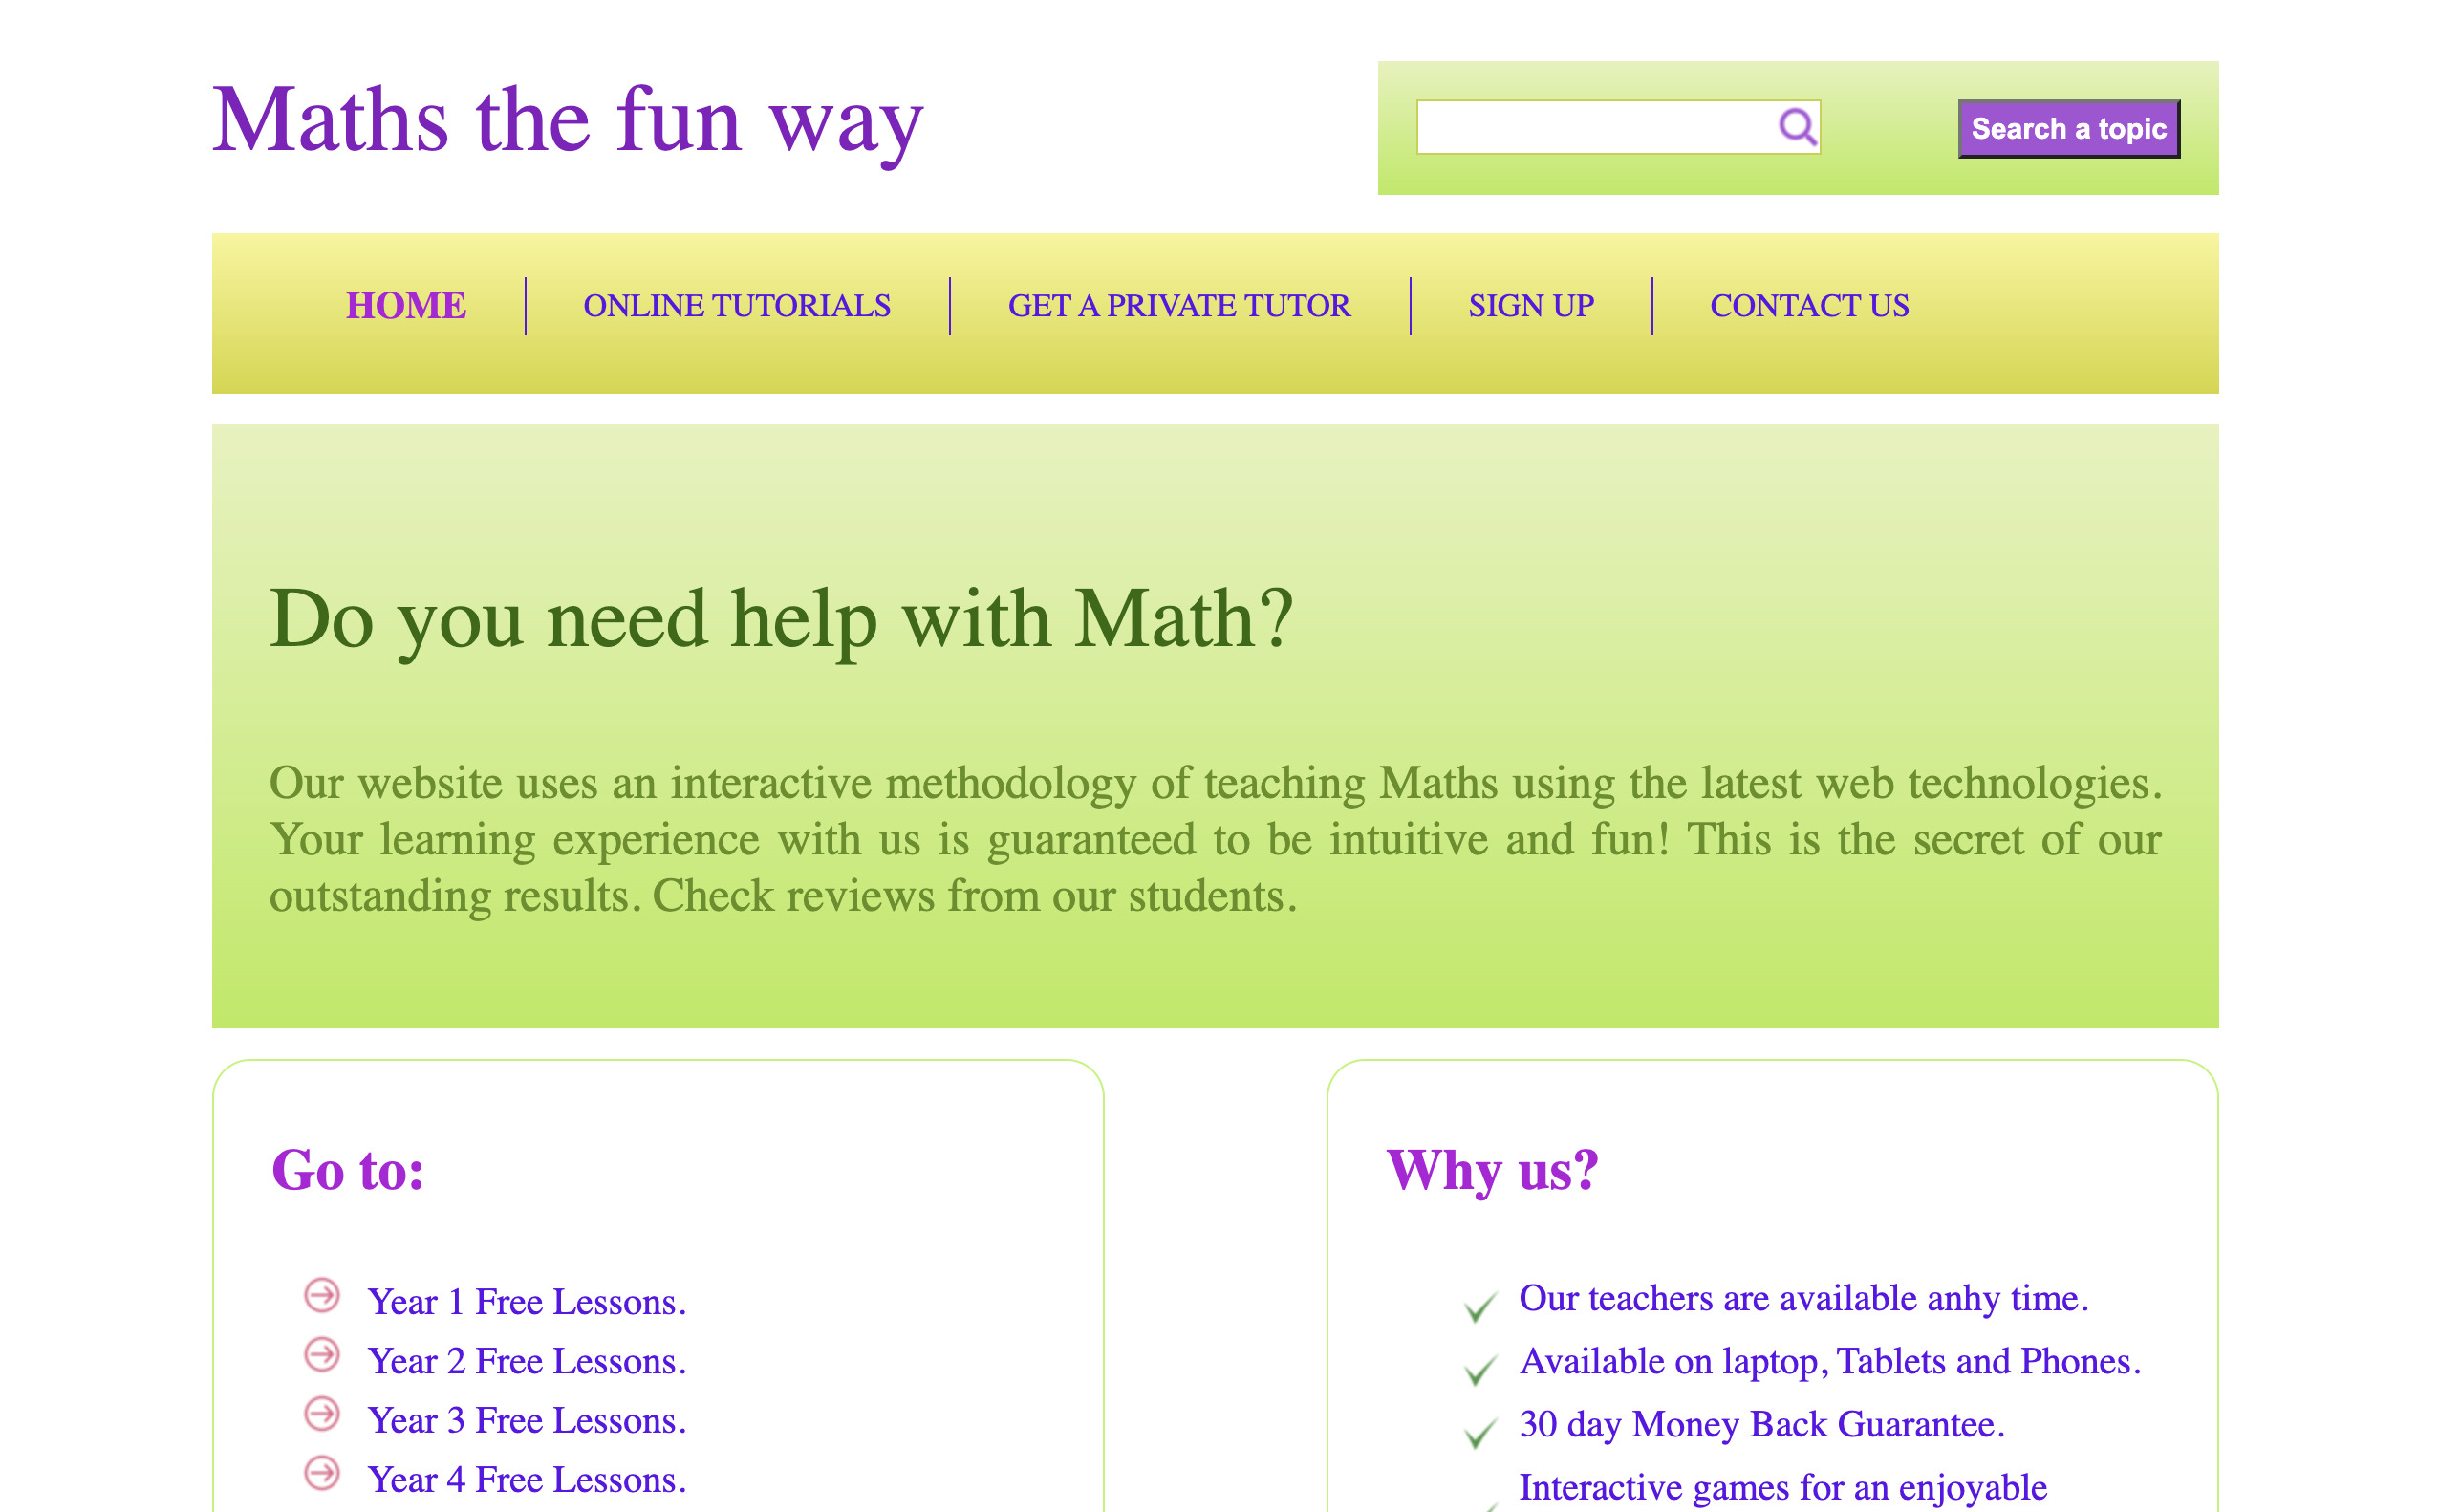 Maths the fun way
Search a topic
HOME
ONLINE TUTORIALS
GET A PRIVATE TUTOR
SIGN UP
CONTACT US
Do you need help with Math?
Our website uses an interactive methodology of teaching Maths using the latest web technologies.
Your learning experience with us is guaranteed to be intuitive and fun! This is the secret of our
outstanding results. Check reviews from our students.
Go to:
Year 1 Free Lessons.
Year 2 Free Lessons.
Year 3 Free Lessons.
Year 4 Free Lessons.
Why us?
Our teachers are available anhy time.
Available on laptop, Tablets and Phones.
30 day Money Back Guarantee.
Interactive games for an enjoyable